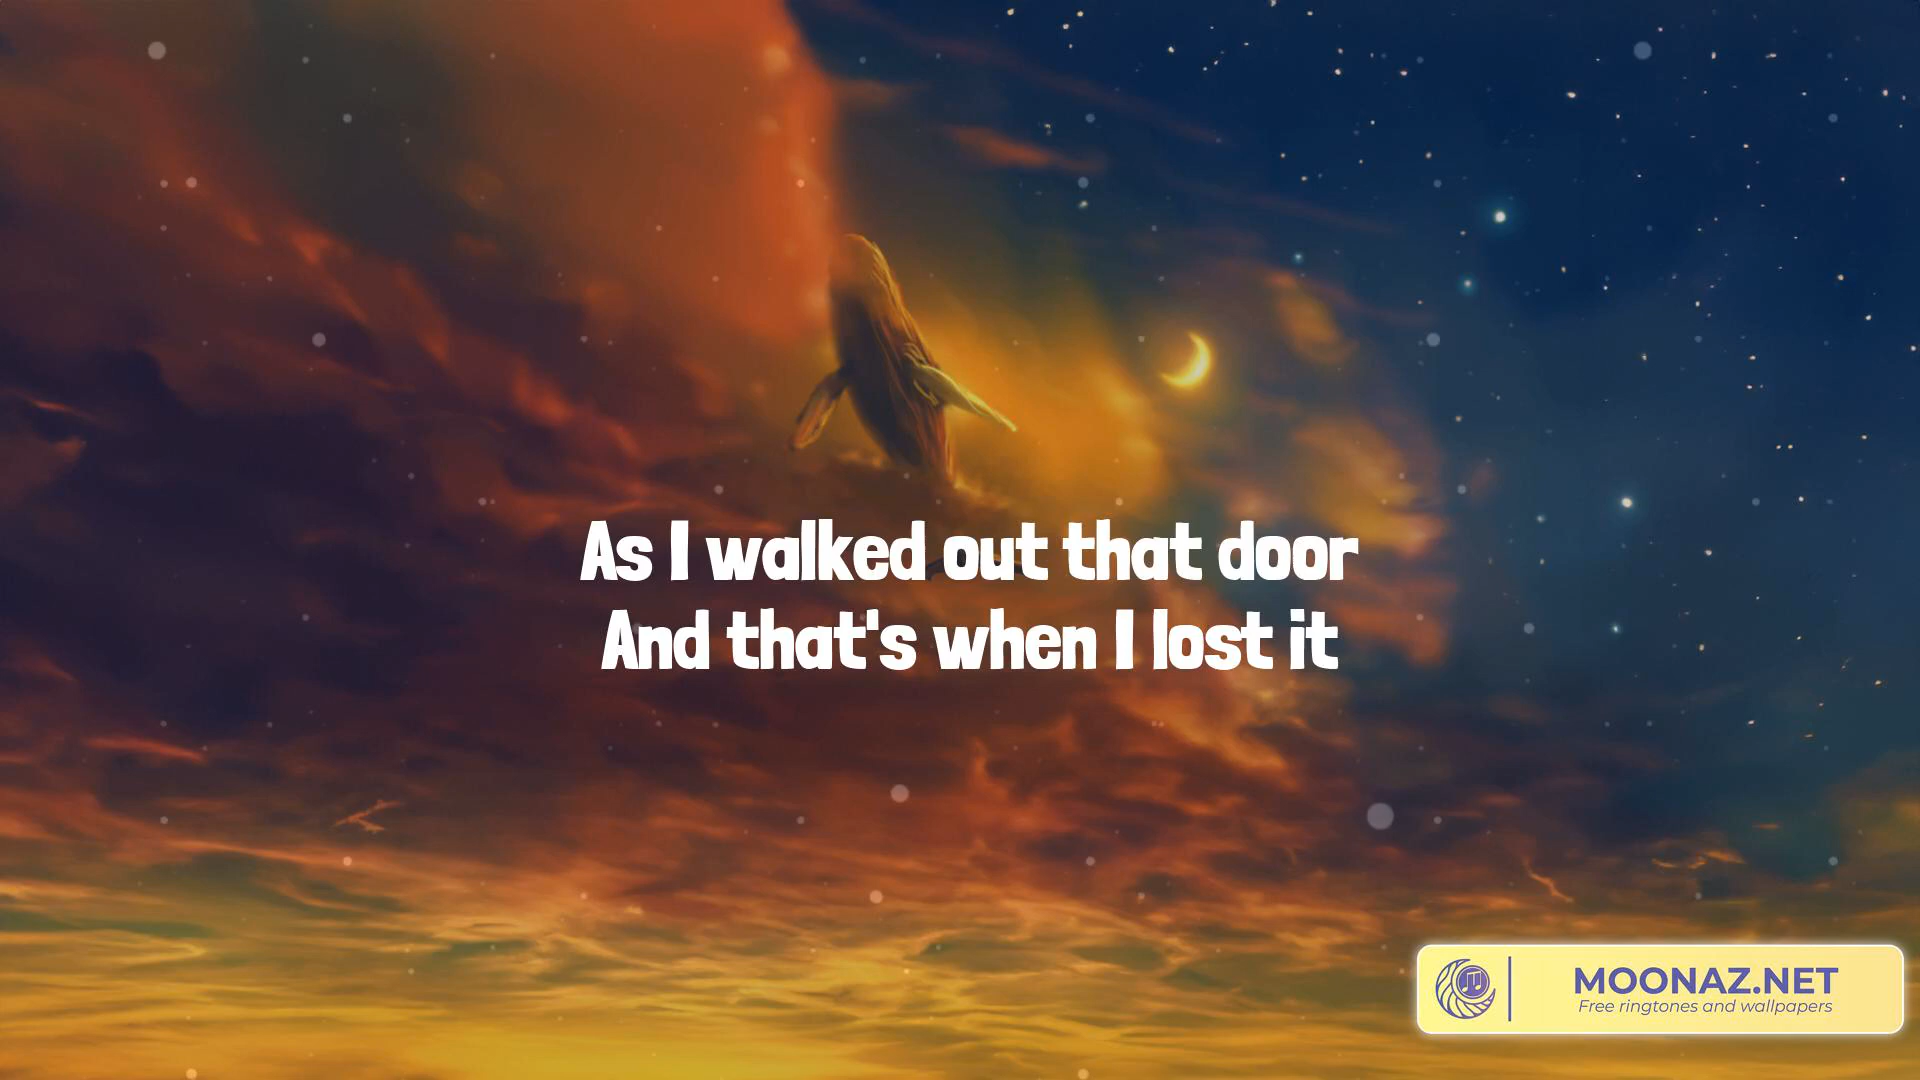 As I walked out that door
And that's when I lost it
MOONAZ.NET
Free ringtones and wallpapers